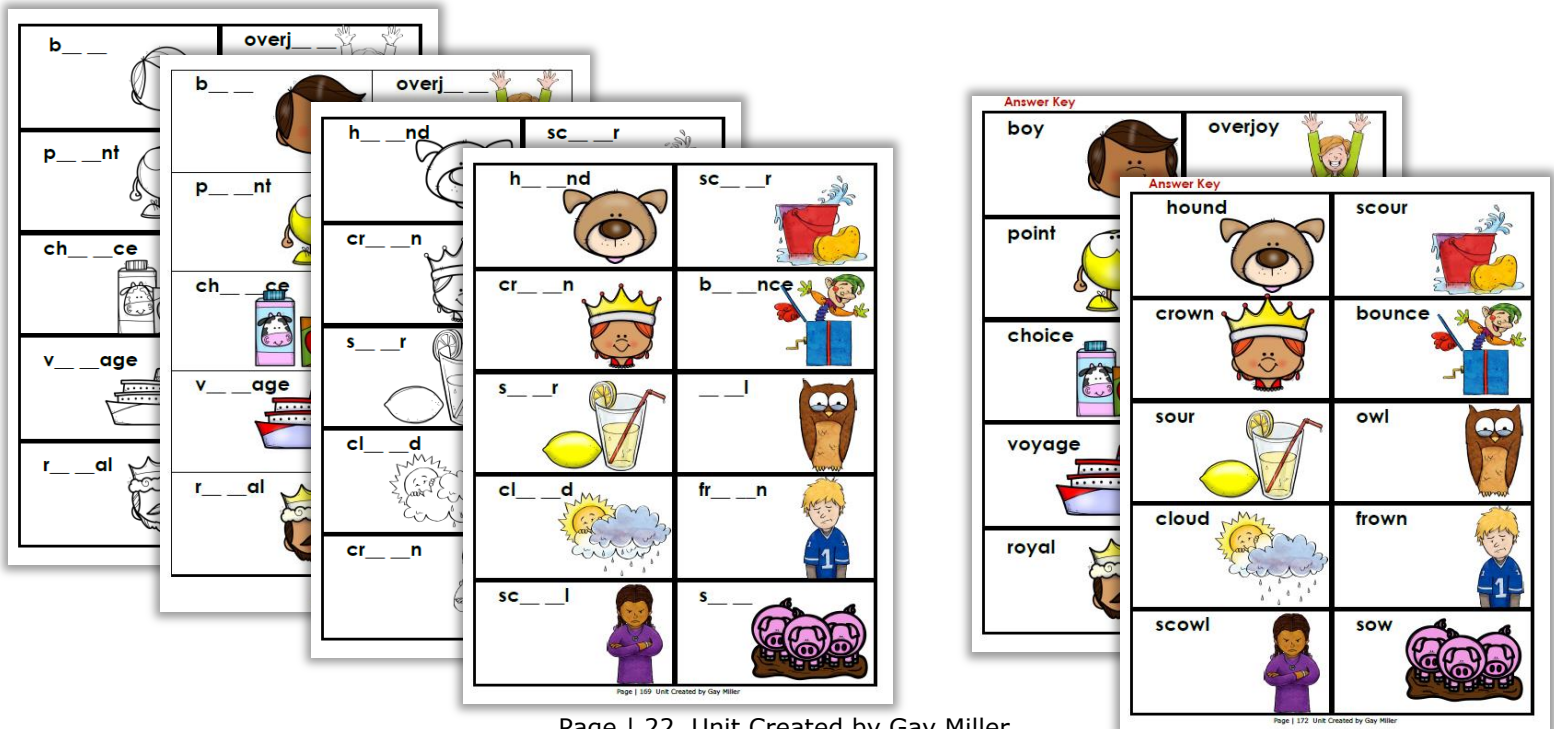 b__ __
overj__ __
p__ __nt
ch__ __ce
v__ __age
r__ __al
b__ __
overj__ __
p__ __nt
ch__ __ce
v__ __age
r__ __al
h__ __nd
sc__ __r
cr__ __n
s__ __r
cl__ __d
cr__ __n
h__ __nd
sc__ __r
cr__ __n
b__ __nce
s__ __r
__ __l
cl__ __d
fr__ __n
sc__ __l
s__ __
1
Page | 169 Unit Created by Gay Miller
Answer Key
boy
overjoy
point
choice
voyage
royal
Answer Key
hound
scour
crown
bounce
sour
owl
cloud
frown
scowl
sow
1
Page | 172 Unit Created by Gay Miller
Page | 22 Unit Created by Gay Miller